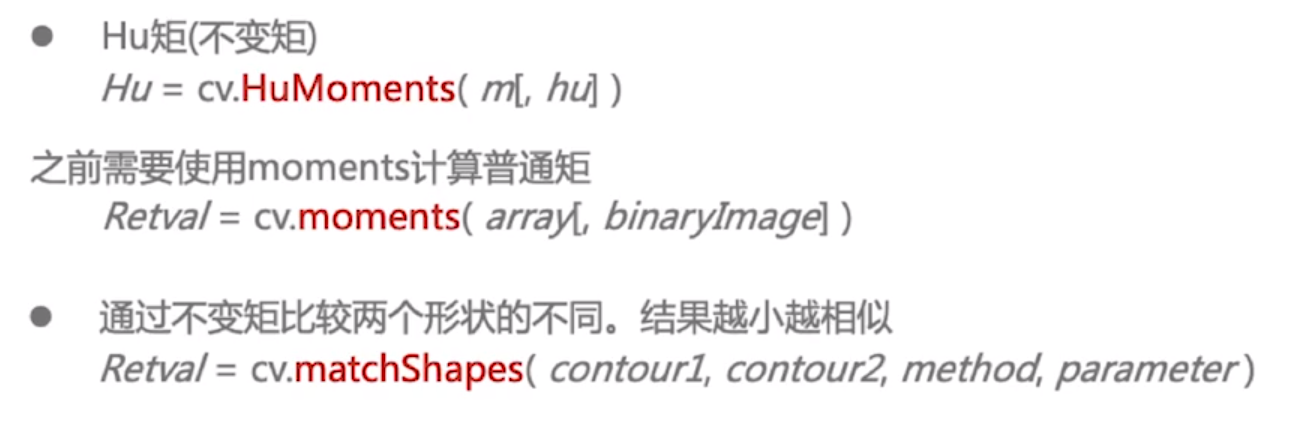 ● Hu矩(不变矩)
Hu = cv.HuMoments( m[, hu] )
之前需要使用moments计算普通矩
Retval = cv.moments( array[, binaryImage] )
● 通过不变矩比较两个形状的不同。结果越小越相似
Retval = cv.matchShapes( contour1, contour2, method, parameter )